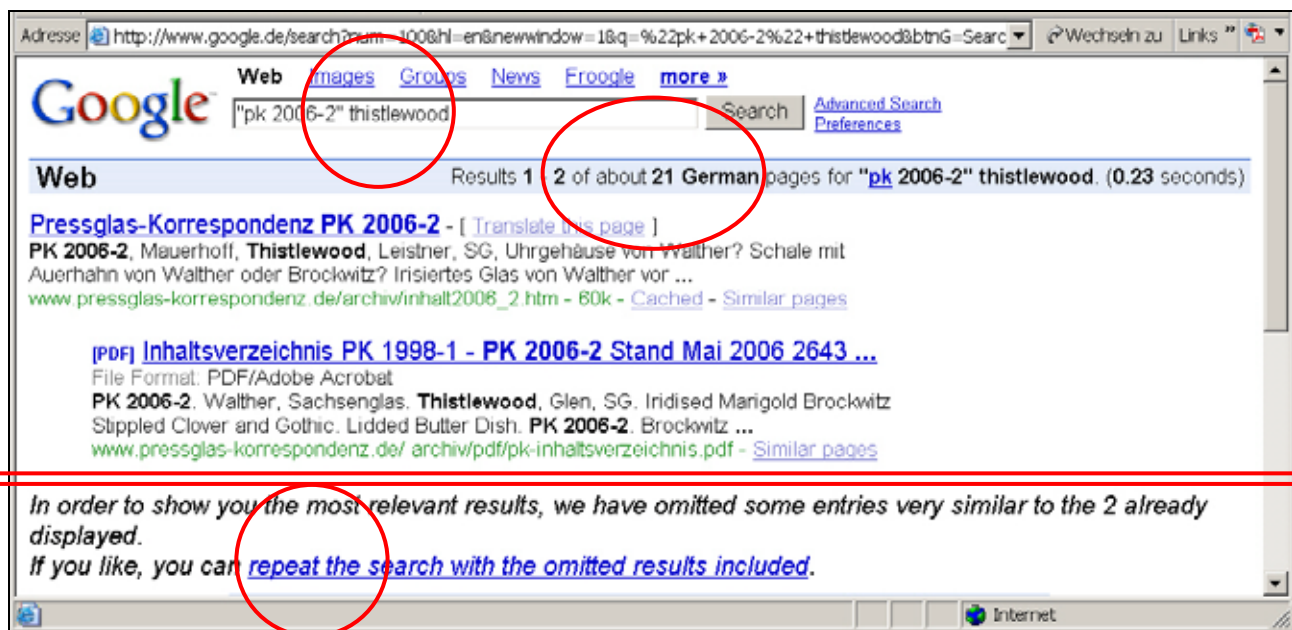 Adresse http://www.google.de/search?num=100&hl=en&newwindow=1&q=%22pk+2006-2%22+thistlewood&btnG=Searc Wechseln zu Links »
Web Images Groups News Froogle more »
Google "pk 2006-2" thistlewood Search Advanced Search
Preferences
Web Results 1 - 2 of about 21 German pages for "pk 2006-2" thistlewood. (0.23 seconds)
Pressglas-Korrespondenz PK 2006-2 - [ Translate this page ]
PK 2006-2, Mauerhoff, Thistlewood, Leistner, SG, Uhrgehäuse von Walther? Schale mit
Auerhahn von Walther oder Brockwitz? Irisiertes Glas von Walther vor ...
www.pressglas-korrespondenz.de/archiv/inhalt2006_2.htm - 60k - Cached - Similar pages
[PDF] Inhaltsverzeichnis PK 1998-1 - PK 2006-2 Stand Mai 2006 2643 ...
File Format: PDF/Adobe Acrobat
PK 2006-2. Walther, Sachsenglas. Thistlewood, Glen, SG. Iridised Marigold Brockwitz
Stippled Clover and Gothic. Lidded Butter Dish. PK 2006-2. Brockwitz ...
www.pressglas-korrespondenz.de/ archiv/pdf/pk-inhaltsverzeichnis.pdf - Similar pages
In order to show you the most relevant results, we have omitted some entries very similar to the 2 already
displayed.
If you like, you can repeat the search with the omitted results included.
Internet